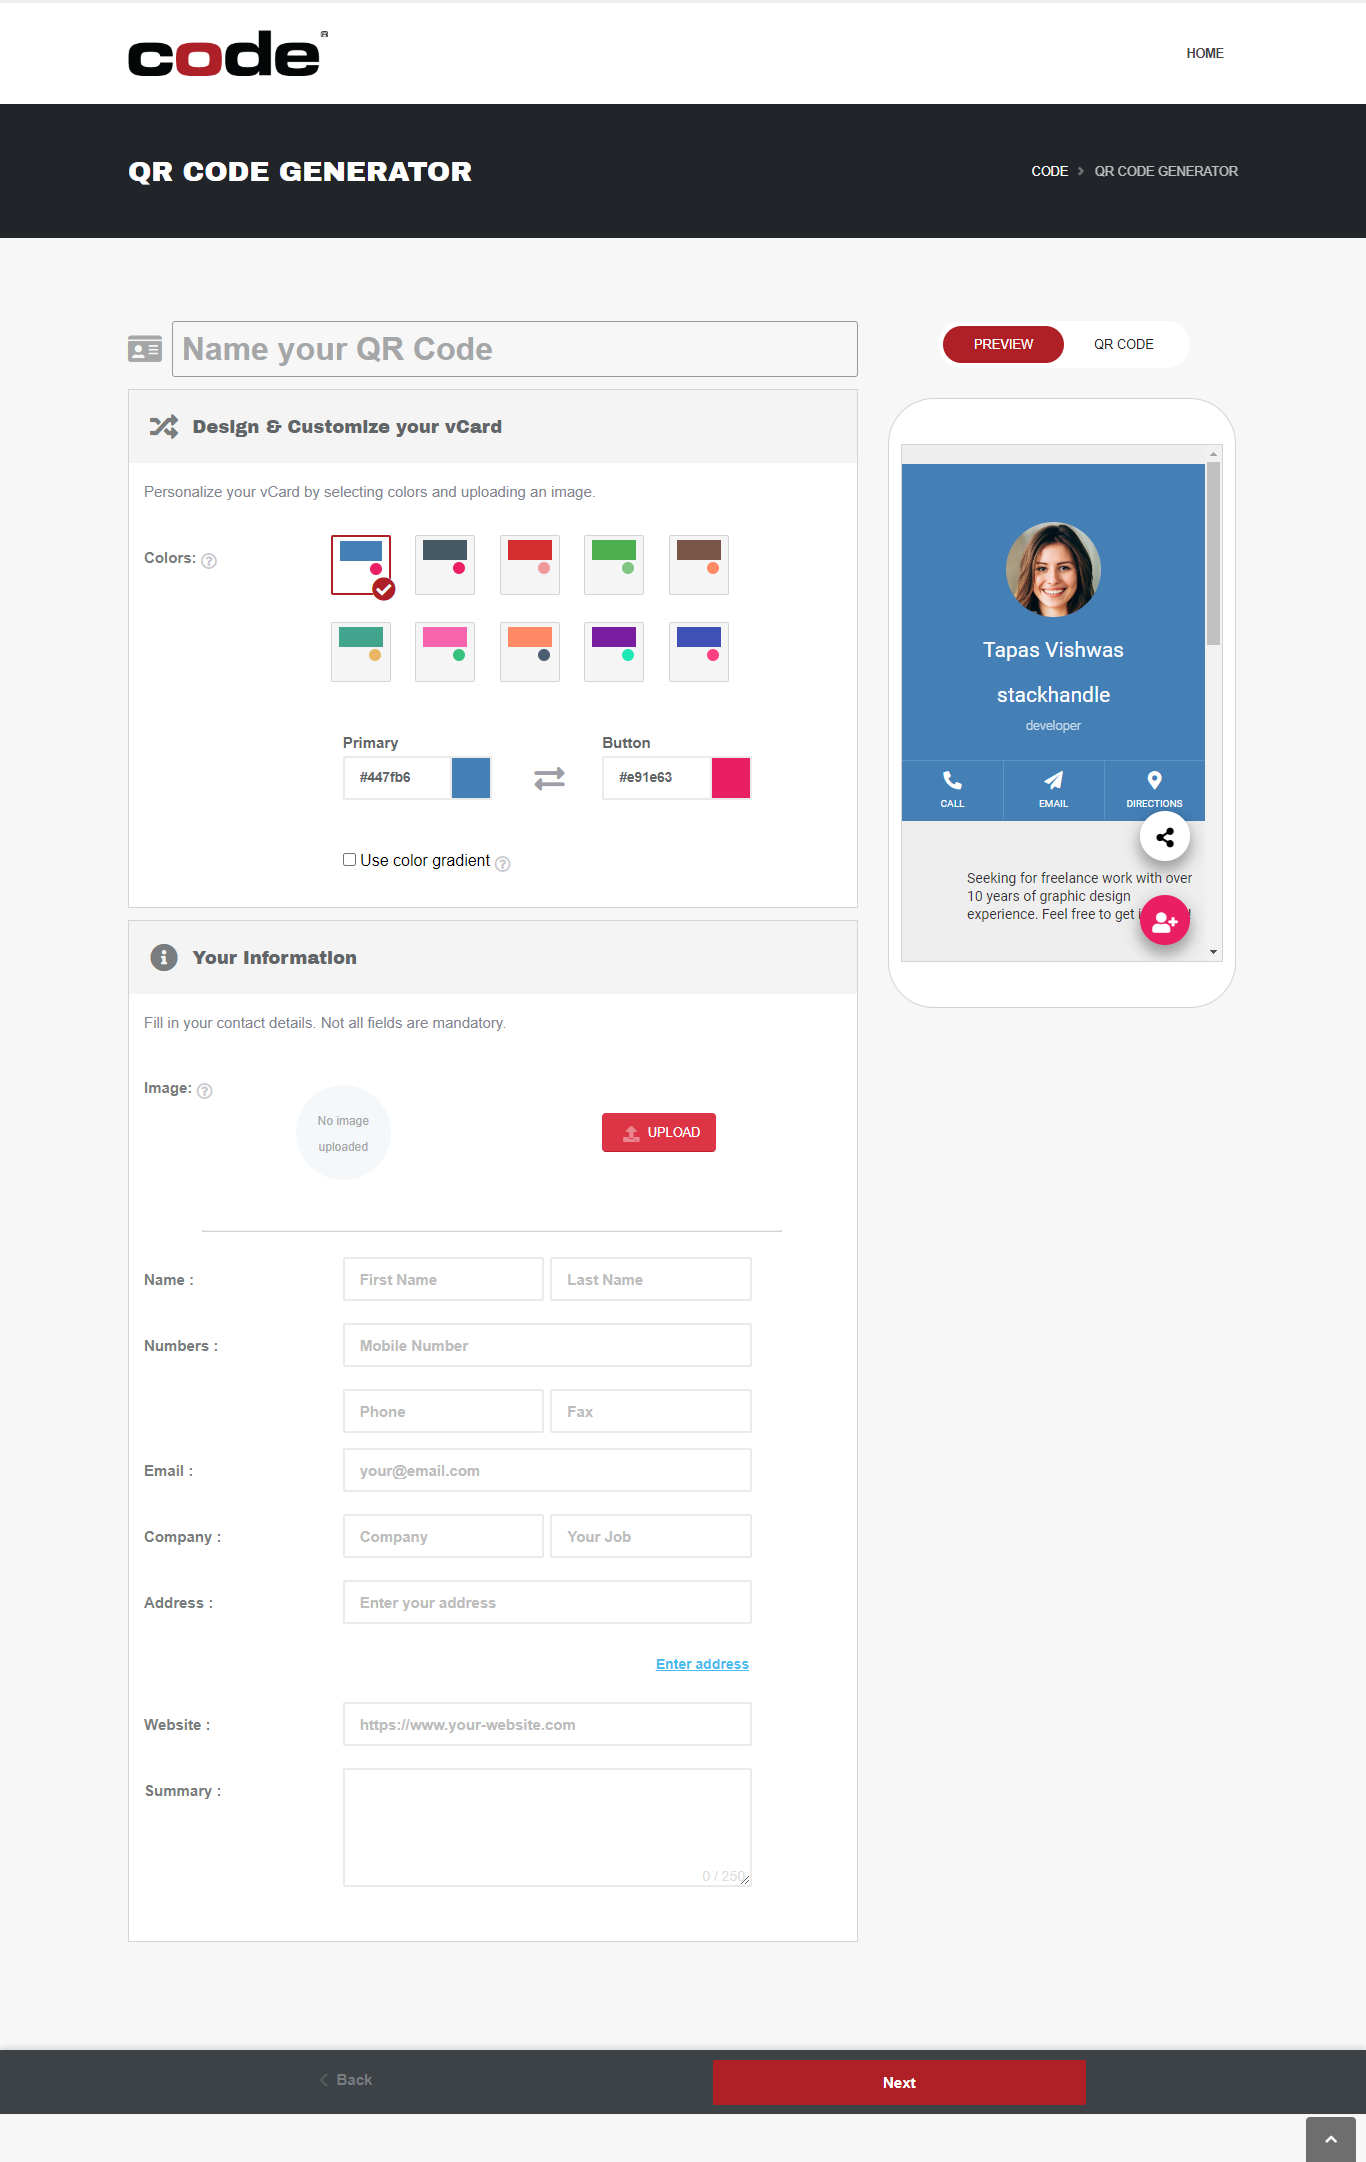 code
HOME
QR CODE GENERATOR
CODE > QR CODE GENERATOR
Name your QR Code
PREVIEW
QR CODE
Design & Customize your vCard
Personalize your vCard by selecting colors and uploading an image.
Colors: ?
Primary
Button
#447fb6
#e91e63
Use color gradient ?
Tapas Vishwas
stackhandle
developer
CALL
EMAIL
DIRECTIONS
Seeking for freelance work with over
10 years of graphic design
experience. Feel free to get
Your Information
Fill in your contact details. Not all fields are mandatory.
Image: ?
No image
uploaded
UPLOAD
Name :
First Name
Last Name
Numbers :
Mobile Number
Phone
Fax
Email :
your@email.com
Company :
Company
Your Job
Address :
Enter your address
Enter address
Website :
https://www.your-website.com
Summary :
0 / 250
Back
Next